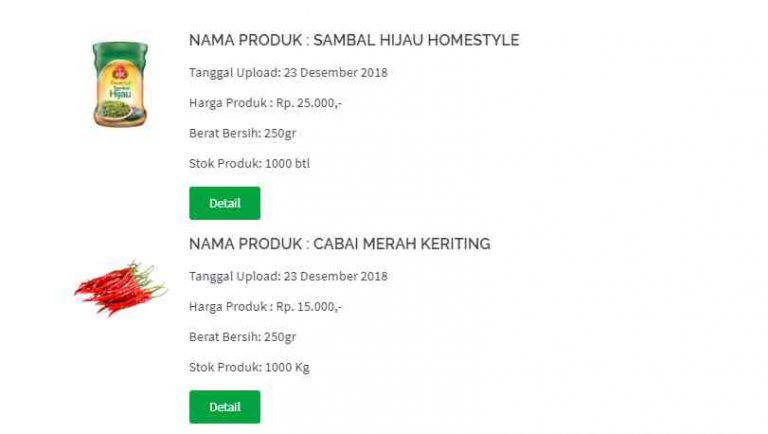 NAMA PRODUK : SAMBAL HIJAU HOMESTYLE
Tanggal Upload: 23 Desember 2018
Harga Produk : Rp. 25.000,-
Berat Bersih: 250gr
Stok Produk: 1000 btl
Detail
Sambal
Hijau
NAMA PRODUK : CABAI MERAH KERITING
Tanggal Upload: 23 Desember 2018
Harga Produk : Rp. 15.000,-
Berat Bersih: 250gr
Stok Produk: 1000 Kg
Detail